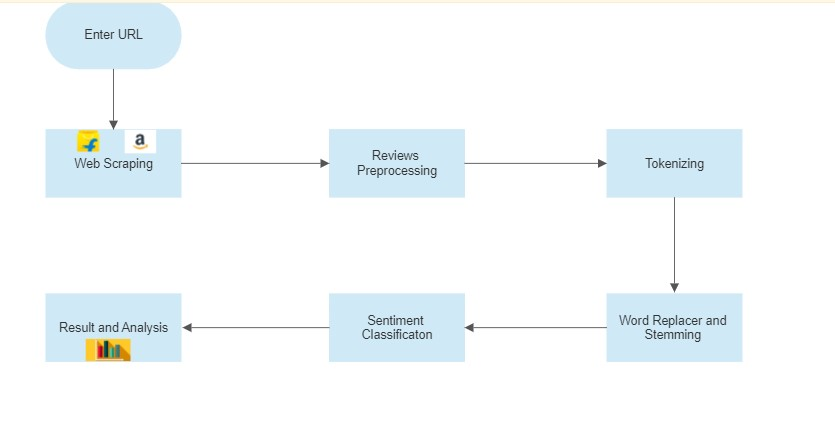 Enter URL
a
Web Scraping
Reviews
Preprocessing
Tokenizing
Word Replacer and
Stemming
Sentiment
Classificaton
Result and Analysis